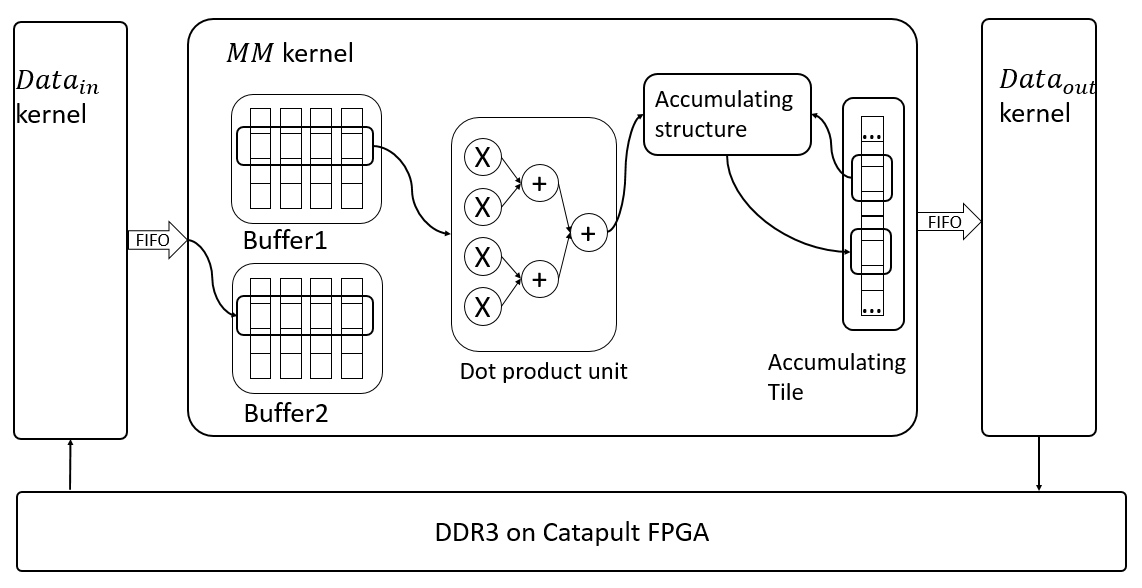 Data_in
kernel
FIFO
MM kernel
Buffer1
Buffer2
X
X
X
X
+
+
+
Dot product unit
Accumulating
structure
...
...
Accumulating
Tile
FIFO
Data_out
kernel
DDR3 on Catapult FPGA